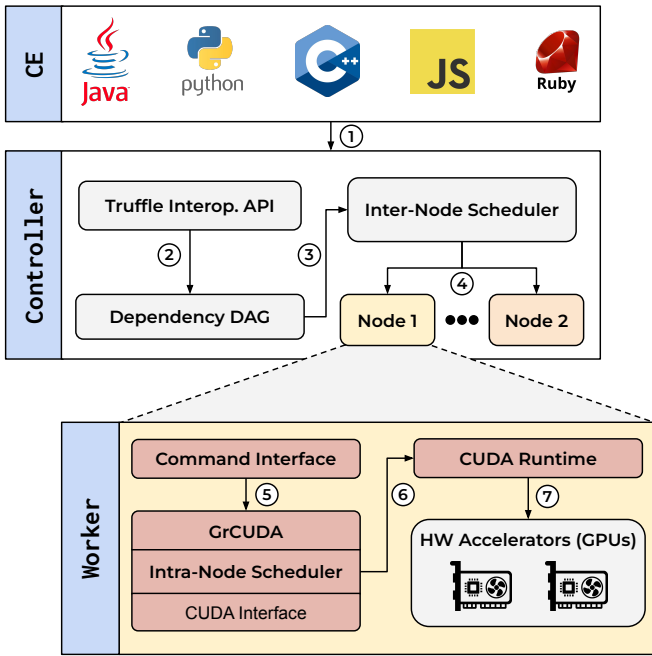 CE
Java
python
C++
JS
Ruby
1
Controller
Truffle Interop. API
Inter-Node Scheduler
2
3
4
Dependency DAG
Node 1
Node 2
Worker
Command Interface
CUDA Runtime
5
6
7
GrCUDA
HW Accelerators (GPUs)
Intra-Node Scheduler
CUDA Interface